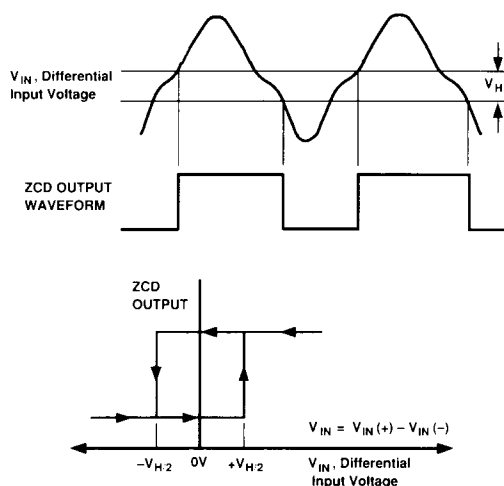 V_IN, Differential
Input Voltage
V_H
ZCD OUTPUT
WAVEFORM
ZCD
OUTPUT
V_IN = V_IN (+) – V_IN (–)
–V_H/2
0V
+V_H/2
V_IN, Differential
Input Voltage